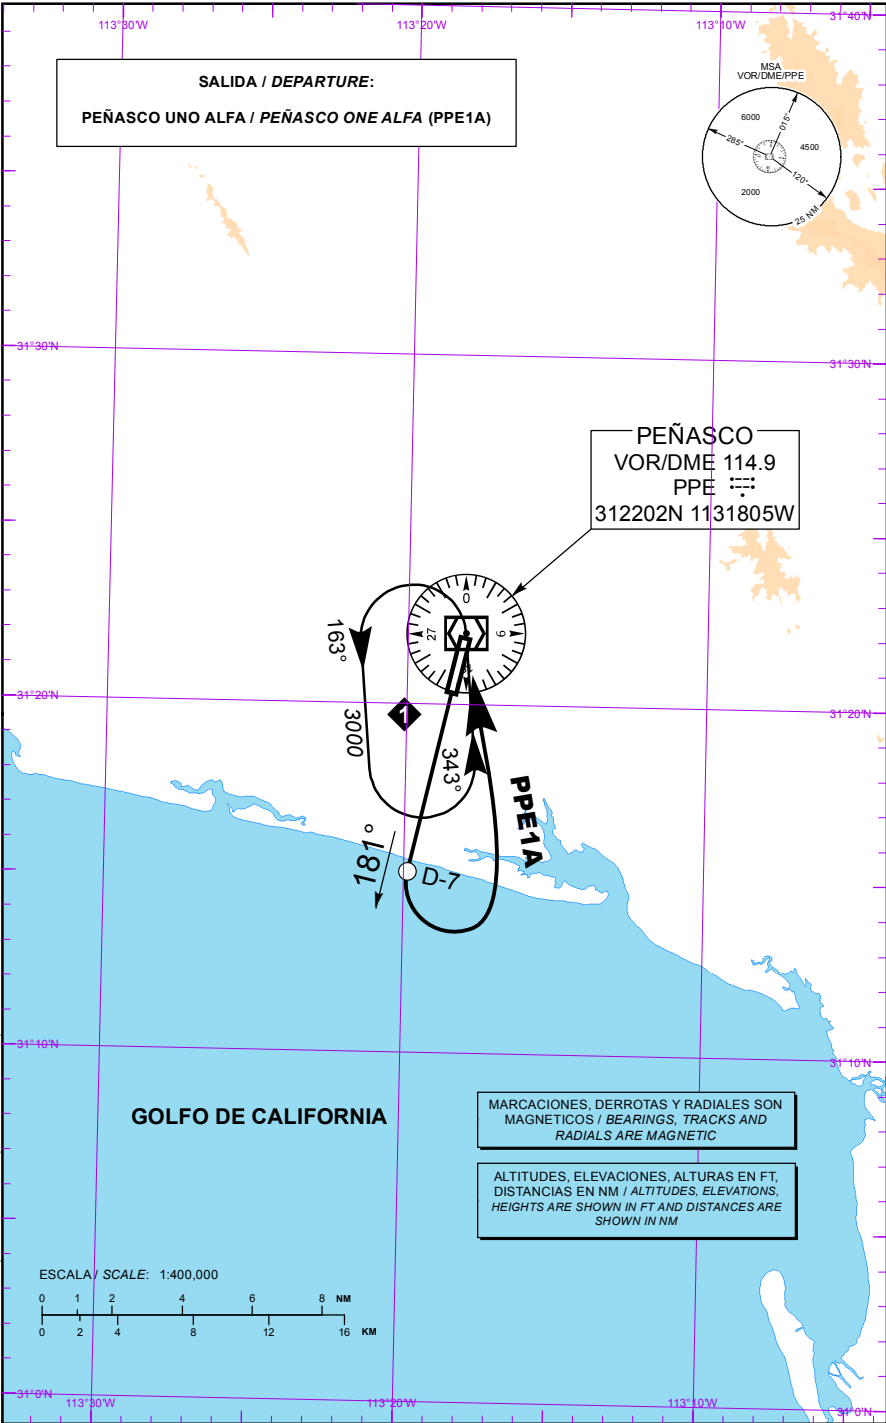 113°30'W
113°20'W
113°10'W
31°40'N
SALIDA / DEPARTURE:
PEÑASCO UNO ALFA / PEÑASCO ONE ALFA (PPE1A)
MSA
VOR/DME/PPE
6000
015°
285°
4500
120°
2000
25 NM
31°30'N
31°30'N
PEÑASCO
VOR/DME 114.9
PPE
312202N 1131805W
0
27
9
163°
3000
1
343°
PPE1A
31°20'N
31°20'N
181°
D-7
31°10'N
31°10'N
GOLFO DE CALIFORNIA
MARCACIONES, DERROTAS Y RADIALES SON
MAGNETICOS / BEARINGS, TRACKS AND
RADIALS ARE MAGNETIC
ALTITUDES, ELEVACIONES, ALTURAS EN FT,
DISTANCIAS EN NM / ALTITUDES, ELEVATIONS,
HEIGHTS ARE SHOWN IN FT AND DISTANCES ARE
SHOWN IN NM
ESCALA / SCALE: 1:400,000
0 1 2 4 6 8 NM
0 2 4 8 12 16 KM
31°0'N
113°30'W
113°20'W
113°10'W
31°0'N